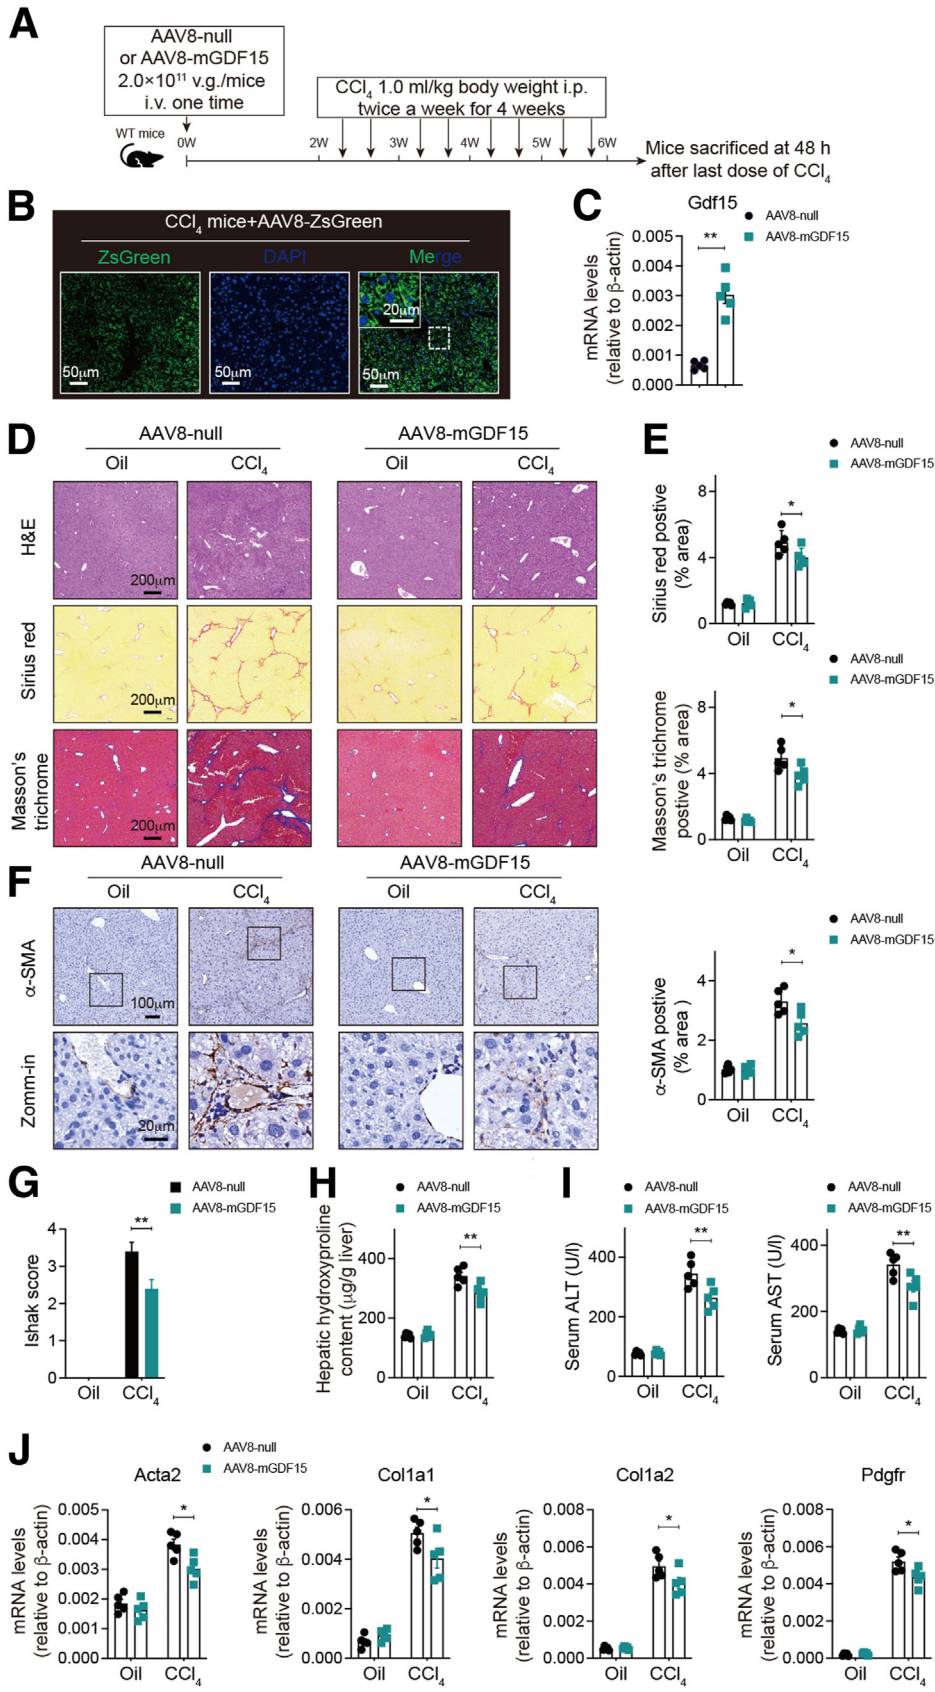 A
AAV8-null
or AAV8-mGDF15
2.0×10¹¹ v.g./mice
i.v. one time
CCl₄ 1.0 ml/kg body weight i.p.
twice a week for 4 weeks
WT mice
0W
2W
3W
4W
5W
6W
Mice sacrificed at 48 h
after last dose of CCl₄
B
CCl₄ mice+AAV8-ZsGreen
ZsGreen
DAPI
Merge
20μm
50μm
50μm
50μm
C
Gdf15
AAV8-null
AAV8-mGDF15
**
mRNA levels
(relative to β-actin)
0.005
0.004
0.003
0.002
0.001
0.000
D
AAV8-null
AAV8-mGDF15
Oil
CCl₄
Oil
CCl₄
H&E
200μm
Sirius red
200μm
Masson's
trichrome
200μm
E
AAV8-null
AAV8-mGDF15
Sirius red postive
(% area)
8
4
0
*
Oil
CCl₄
AAV8-null
AAV8-mGDF15
Masson's trichrome
postive (% area)
8
4
0
*
Oil
CCl₄
F
AAV8-null
AAV8-mGDF15
Oil
CCl₄
Oil
CCl₄
α-SMA
100μm
Zomm-in
20μm
AAV8-null
AAV8-mGDF15
α-SMA postive
(% area )
4
2
0
*
Oil
CCl₄
G
AAV8-null
AAV8-mGDF15
Ishak score
4
3
2
1
0
**
Oil
CCl₄
H
AAV8-null
AAV8-mGDF15
Hepatic hydroxyproline
content (μg/g liver)
400
200
0
**
Oil
CCl₄
I
AAV8-null
AAV8-mGDF15
Serum ALT (U/l)
400
200
0
**
Oil
CCl₄
AAV8-null
AAV8-mGDF15
Serum AST (U/l)
400
200
0
**
Oil
CCl₄
J
AAV8-null
AAV8-mGDF15
Acta2
mRNA levels
(relative to β-actin)
0.005
0.004
0.003
0.002
0.001
0.000
*
Oil
CCl₄
Col1a1
mRNA levels
(relative to β-actin)
0.006
0.004
0.002
0.000
*
Oil
CCl₄
Col1a2
mRNA levels
(relative to β-actin)
0.008
0.006
0.004
0.002
0.000
*
Oil
CCl₄
Pdgfr
mRNA levels
(relative to β-actin)
0.008
0.006
0.004
0.002
0.000
*
Oil
CCl₄